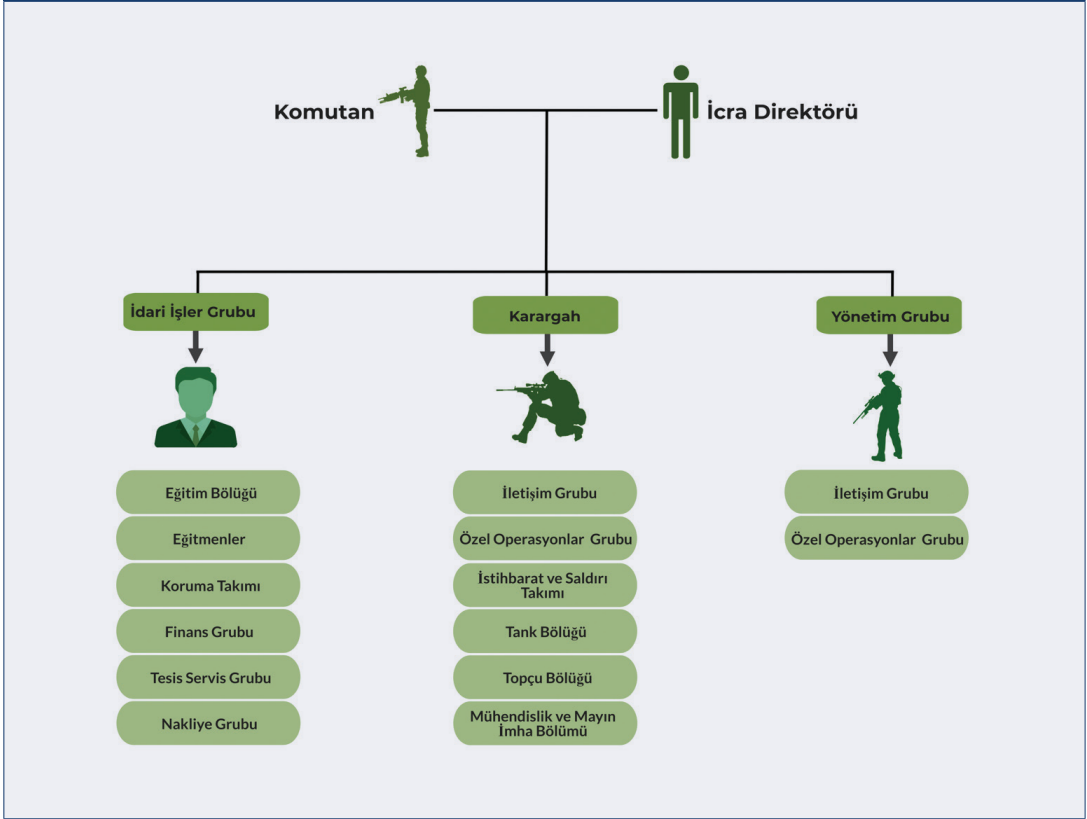 Komutan
İcra Direktörü
İdari İşler Grubu
Karargah
Yönetim Grubu
Eğitim Bölüğü
Eğitmenler
Koruma Takımı
Finans Grubu
Tesis Servis Grubu
Nakliye Grubu
İletişim Grubu
Özel Operasyonlar Grubu
İstihbarat ve Saldırı
Takımı
Tank Bölüğü
Topçu Bölüğü
Mühendislik ve Mayın
İmha Bölümü
İletişim Grubu
Özel Operasyonlar Grubu